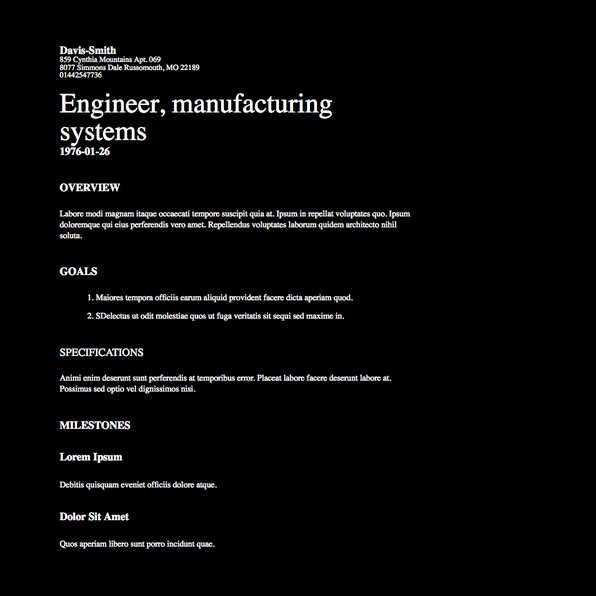 Davis-Smith
859 Cynthia Mountains Apt. 069
8077 Simmons Dale Russomouth, MO 22189
01442547736
Engineer, manufacturing
systems
1976-01-26
OVERVIEW
Labore modi magnam itaque occaecati tempore suscipit quia at. Ipsum in repellat voluptates quo. Ipsum
doloremque qui eius perferendis vero amet. Repellendus voluptates laborum quidem architecto nihil
soluta.
GOALS
1. Maiores tempora officiis earum aliquid provident facere dicta aperiam quod.
2. SDelectus ut odit molestiae quos ut fuga veritatis sit sequi sed maxime in.
SPECIFICATIONS
Animi enim deserunt sunt perferendis at temporibus error. Placeat labore facere deserunt labore at.
Possimus sed optio vel dignissimos nisi.
MILESTONES
Lorem Ipsum
Debitis quisquam eveniet officiis dolore atque.
Dolor Sit Amet
Quos aperiam libero sunt porro incidunt quae.